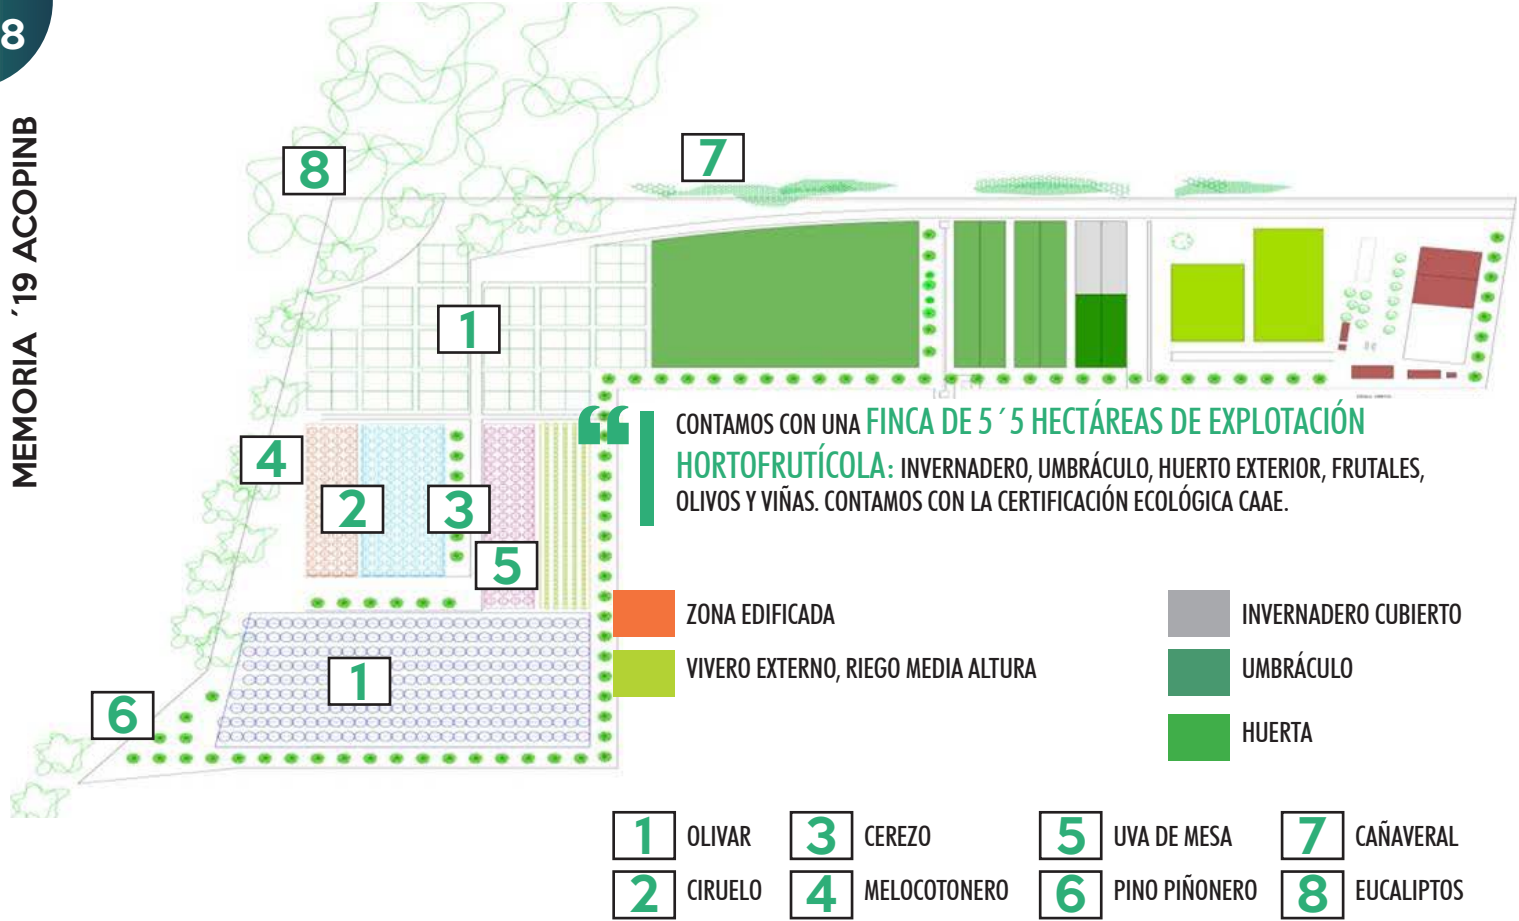 8
MEMORIA ´19 ACOPINB
8
7
1
4
2
3
5
1
6
“
CONTAMOS CON UNA FINCA DE 5´5 HECTÁREAS DE EXPLOTACIÓN
HORTOFRUTÍCOLA: INVERNADERO, UMBRÁCULO, HUERTO EXTERIOR, FRUTALES,
OLIVOS Y VIÑAS. CONTAMOS CON LA CERTIFICACIÓN ECOLÓGICA CAAE.
ZONA EDIFICADA
VIVERO EXTERNO, RIEGO MEDIA ALTURA
INVERNADERO CUBIERTO
UMBRÁCULO
HUERTA
1 OLIVAR
2 CIRUELO
3 CEREZO
4 MELOCOTONERO
5 UVA DE MESA
6 PINO PIÑONERO
7 CAÑAVERAL
8 EUCALIPTOS